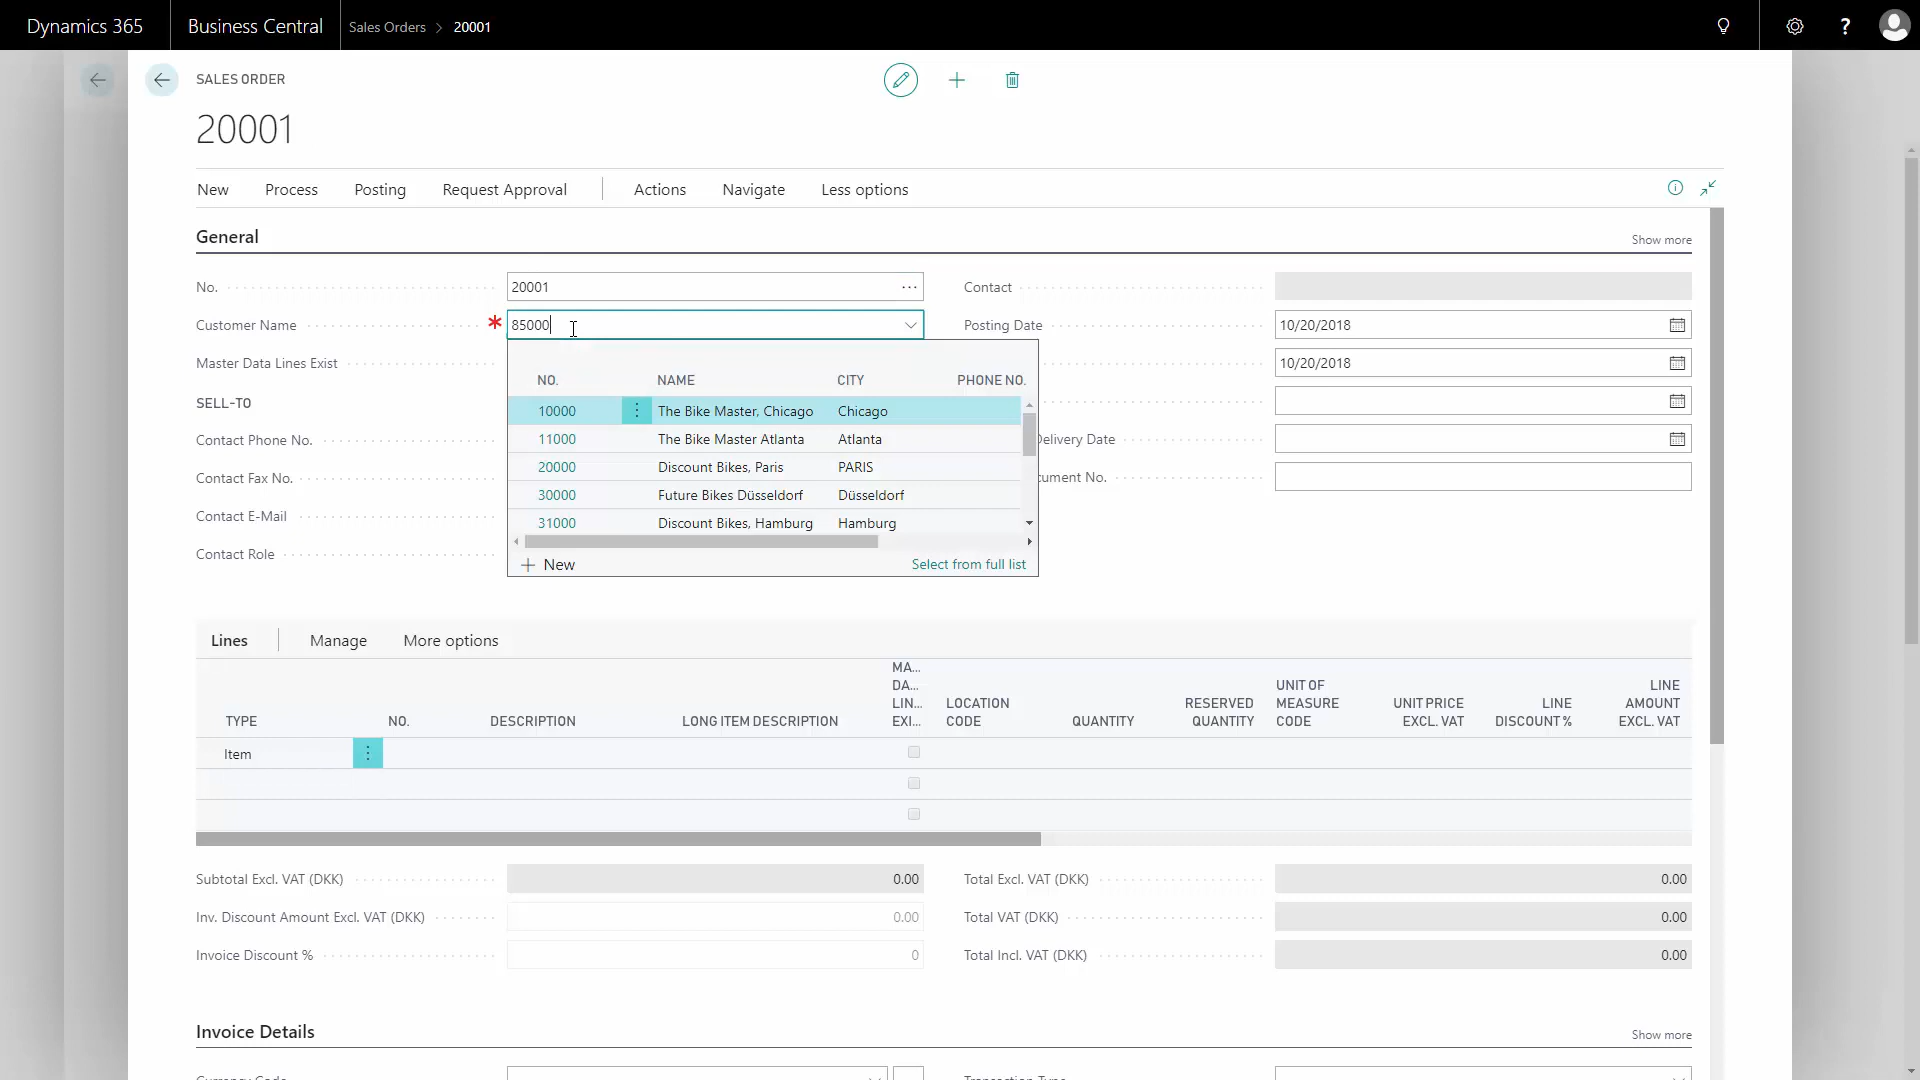 Dynamics 365
Business Central
Sales Orders > 20001
?
SALES ORDER
20001
New Process Posting Request Approval Actions Navigate Less options
General
Show more
No.
20001
...
Contact
Customer Name
* 85000
Posting Date
10/20/2018
Master Data Lines Exist
10/20/2018
NO. NAME CITY PHONE NO.
SELL-TO
10000 The Bike Master, Chicago Chicago
Contact Phone No.
11000 The Bike Master Atlanta Atlanta
Delivery Date
20000 Discount Bikes, Paris PARIS
Contact Fax No.
cument No.
30000 Future Bikes Düsseldorf Düsseldorf
Contact E-Mail
31000 Discount Bikes, Hamburg Hamburg
Contact Role
+ New
Select from full list
Lines Manage More options
TYPE
NO.
DESCRIPTION
LONG ITEM DESCRIPTION
MA...
DA...
LIN...
EXI...
LOCATION
CODE
QUANTITY
RESERVED
QUANTITY
UNIT OF
MEASURE
CODE
UNIT PRICE
EXCL. VAT
LINE
DISCOUNT %
LINE
AMOUNT
EXCL. VAT
Item
Subtotal Excl. VAT (DKK)
0.00
Total Excl. VAT (DKK)
0.00
Inv. Discount Amount Excl. VAT (DKK)
0.00
Total VAT (DKK)
0.00
Invoice Discount %
0
Total Incl. VAT (DKK)
0.00
Invoice Details
Show more
Currency Code
Transaction Type